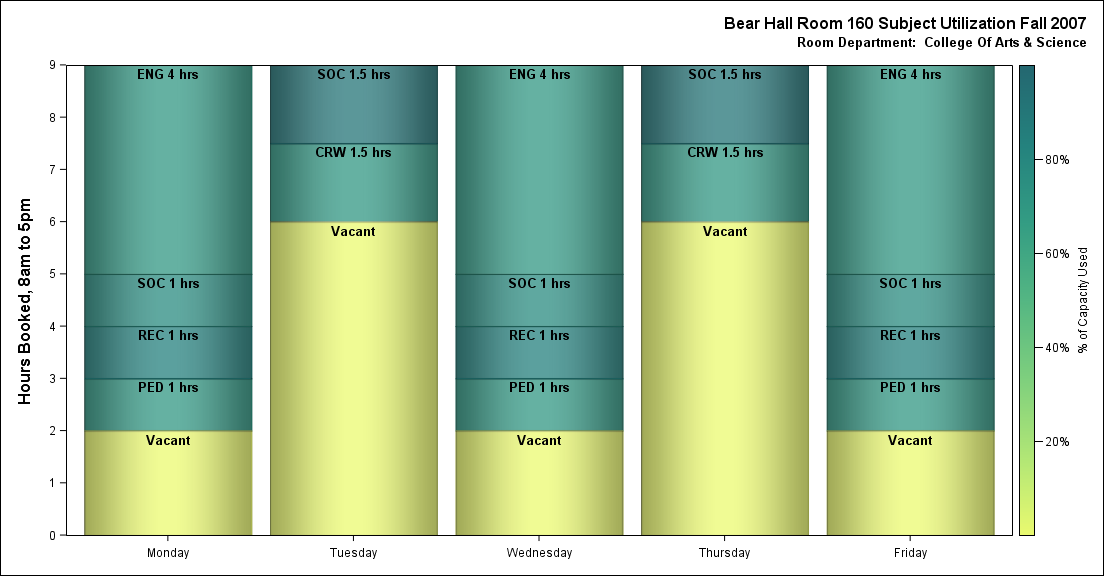 Bear Hall Room 160 Subject Utilization Fall 2007
Room Department:  College Of Arts & Science
Hours Booked, 8am to 5pm
9
8
7
6
5
4
3
2
1
0
ENG 4 hrs
SOC 1 hrs
REC 1 hrs
PED 1 hrs
Vacant
Monday
SOC 1.5 hrs
CRW 1.5 hrs
Vacant
Tuesday
ENG 4 hrs
SOC 1 hrs
REC 1 hrs
PED 1 hrs
Vacant
Wednesday
SOC 1.5 hrs
CRW 1.5 hrs
Vacant
Thursday
ENG 4 hrs
SOC 1 hrs
REC 1 hrs
PED 1 hrs
Vacant
Friday
80%
60%
40%
20%
% of Capacity Used